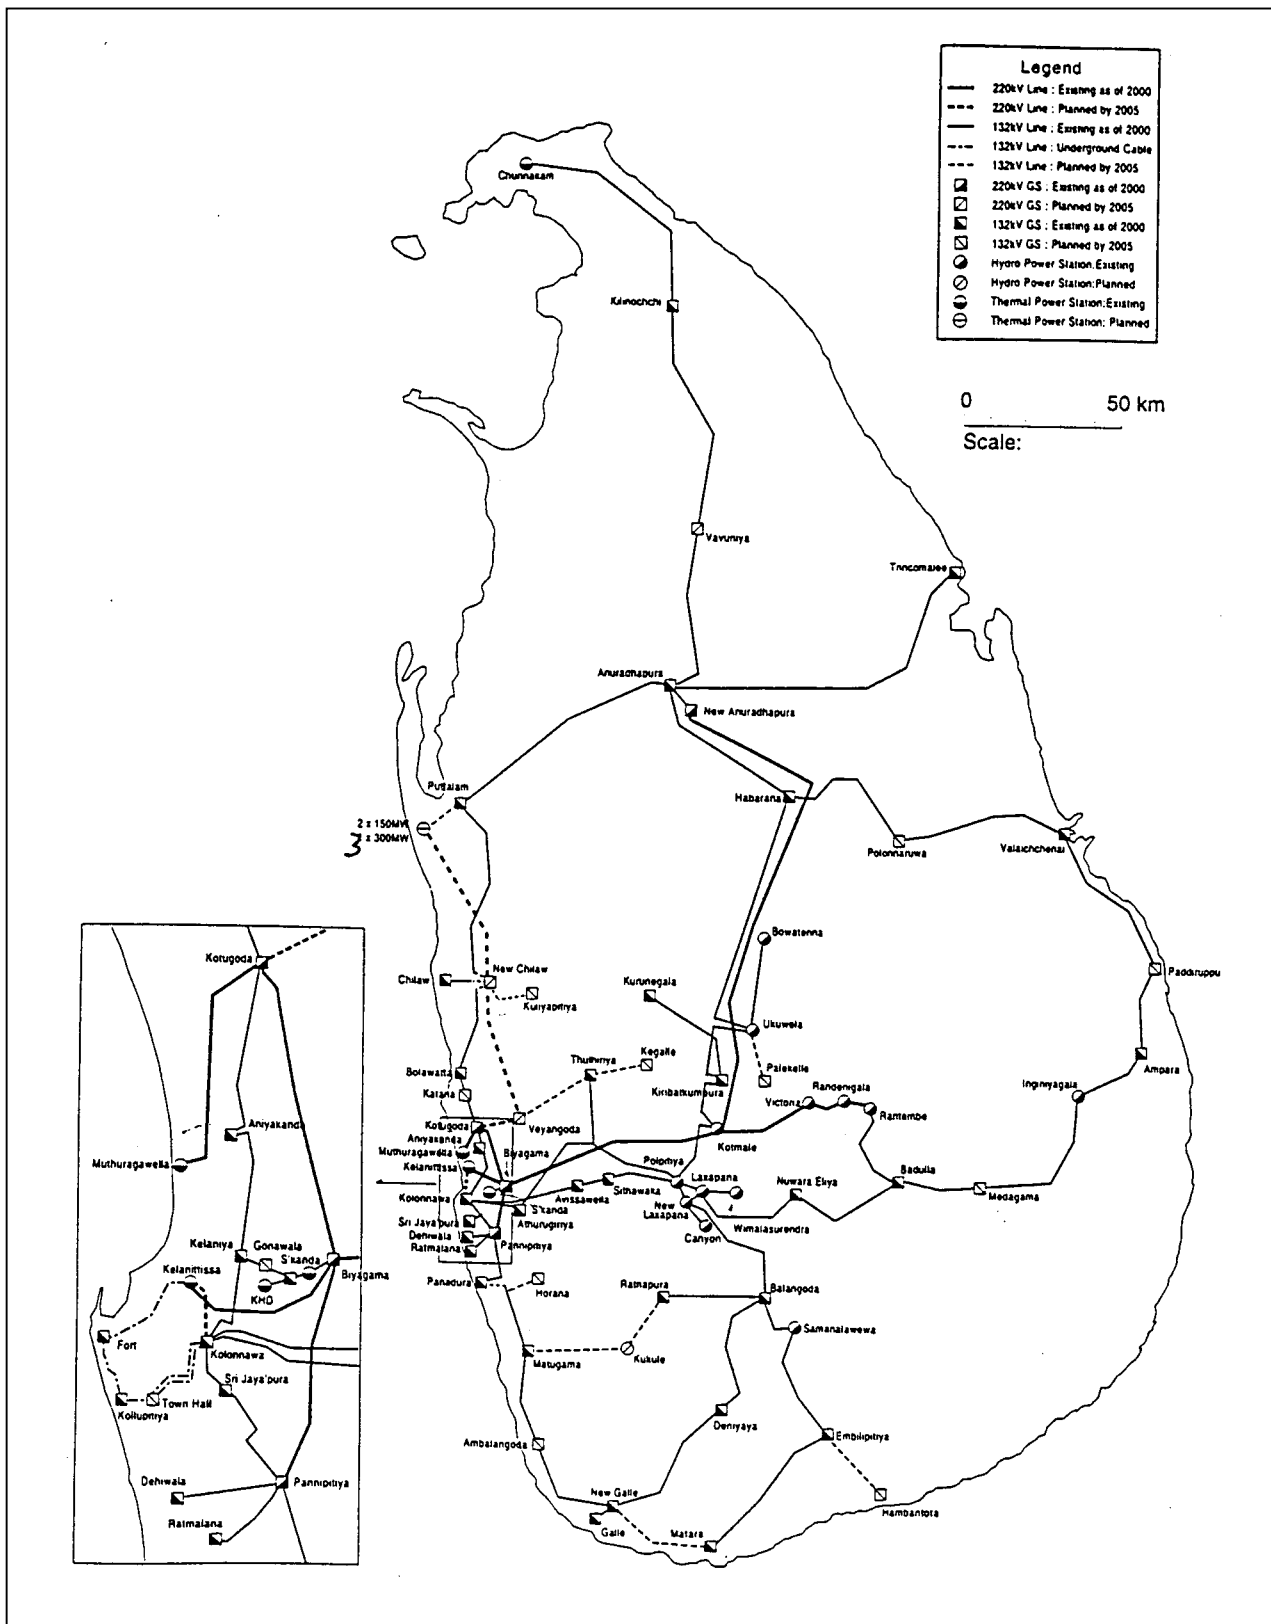 Legend
220kV Line : Existing as of 2000
220kV Line : Planned by 2005
132kV Line : Existing as of 2000
132kV Line : Underground Cable
132kV Line : Planned by 2005
220kV GS : Existing as of 2000
220kV GS : Planned by 2005
132kV GS : Existing as of 2000
132kV GS : Planned by 2005
Hydro Power Station:Existing
Hydro Power Station:Planned
Thermal Power Station:Existing
Thermal Power Station: Planned
0 50 km
Scale:
Chunnakam
Kilinochchi
Vavuniya
Trincomalee
Anuradhapura
New Anuradhapura
Puttalam
2 x 150MW
3 x 300MW
Habarana
Polonnaruwa
Valaichchenai
Bowatenna
Paddiruppu
Chilaw
New Chilaw
Kuliyapitiya
Kurunegala
Ukuwela
Thulhiriya
Kegalle
Kiribatkumbura
Palekelle
Bolawatta
Katana
Victoria
Randenigala
Rantembe
Inginiyagala
Ampara
Veyangoda
Kotugoda
Aniyakanda
Muthuragawella
Kelanitissa
Biyagama
Kotmale
Polpitiya
Laxapana
Kolonnawa
Avissawella
Sithawaka
New
Laxapana
Wimalasurendra
Nuwara Eliya
Badulla
Medagama
S'kanda
Athurugiriya
Canyon
Sri Jaya'pura
Dehiwala
Ratmalana
Pannipitiya
Panadura
Horana
Ratnapura
Balangoda
Samanalawewa
Matugama
Kukule
Deniyaya
Embilipitiya
Ambalangoda
Hambantota
New Galle
Galle
Matara
Kotugoda
Aniyakanda
Muthuragawella
Kelaniya
Gonawala
S'kanda
Kelanitissa
KHD
Biyagama
Fort
Kolonnawa
Sri Jaya'pura
Kollupitiya
Town Hall
Dehiwala
Pannipitiya
Ratmalana